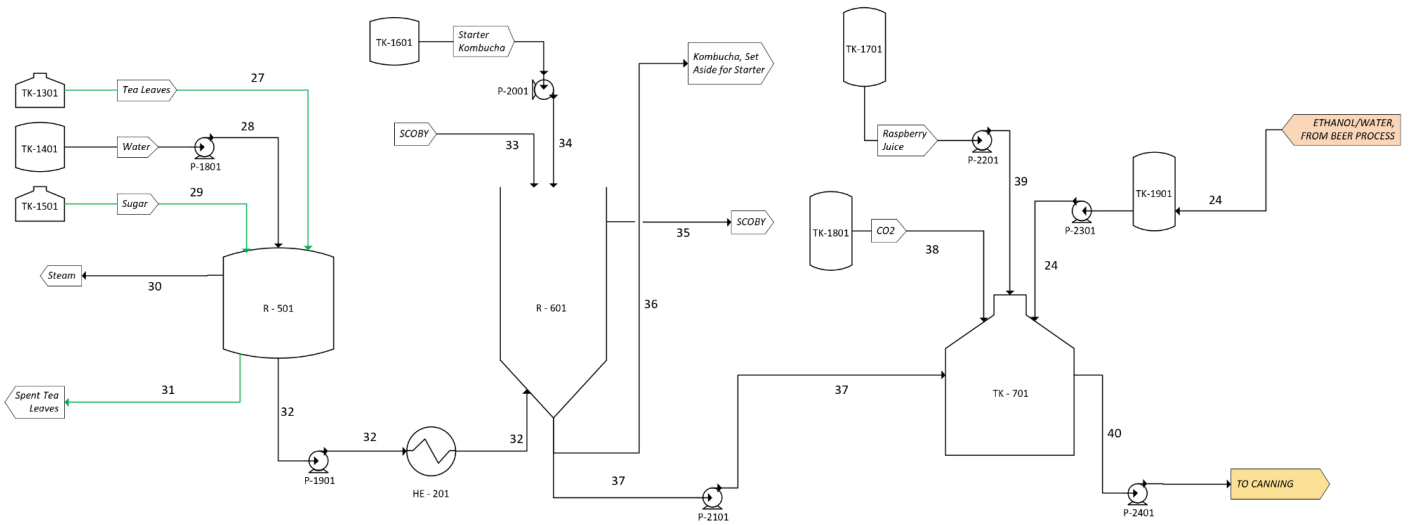 TK-1601
Starter
Kombucha
P-2001
Kombucha, Set
Aside for Starter
TK-1701
TK-1301
Tea Leaves
27
TK-1401
Water
P-1801
28
TK-1501
Sugar
29
SCOBY
33
34
Raspberry
Juice
P-2201
39
ETHANOL/WATER,
FROM BEER PROCESS
TK-1901
24
P-2301
24
SCOBY
35
TK-1801
CO2
38
Steam
30
R - 501
R - 601
36
Spent Tea
Leaves
31
32
P-1901
32
HE - 201
32
37
P-2101
37
TK - 701
40
P-2401
TO CANNING